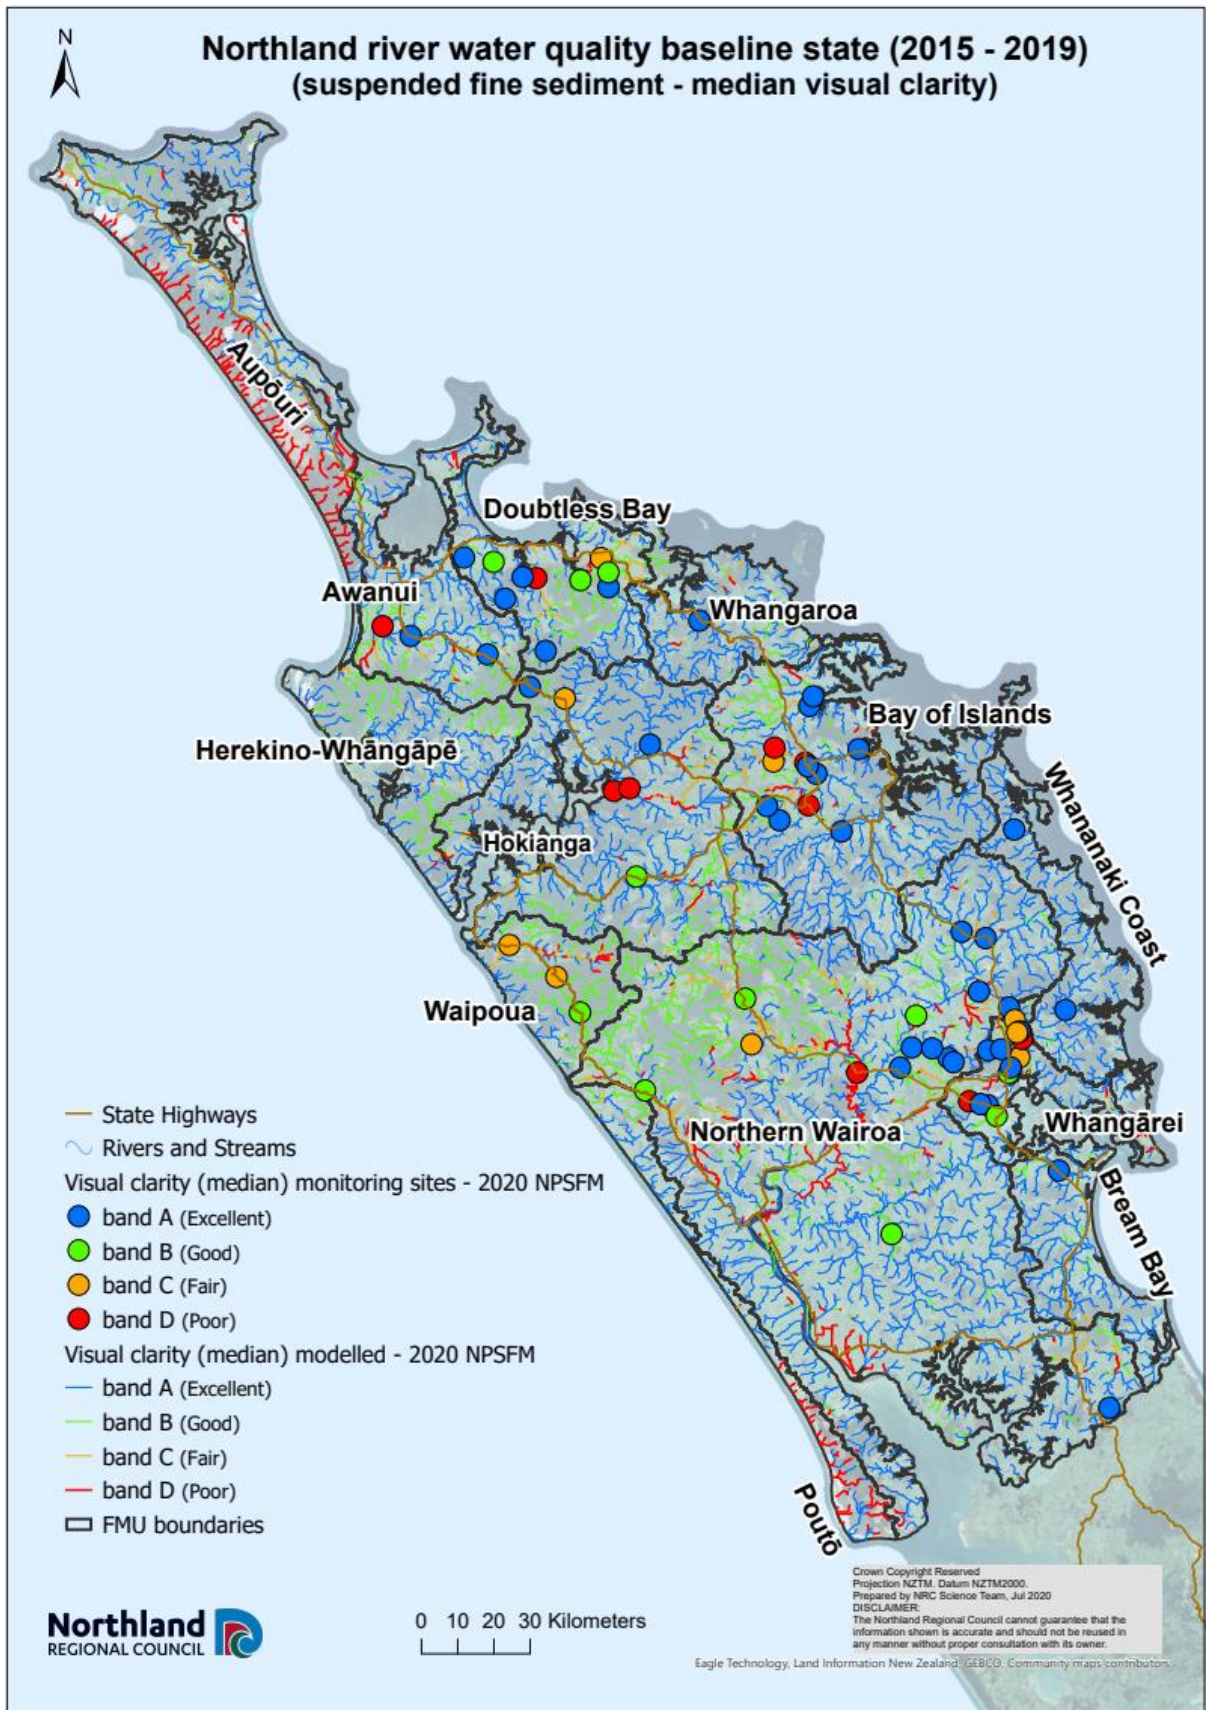 N
Northland river water quality baseline state (2015 - 2019)
(suspended fine sediment - median visual clarity)
Aupōuri
Doubtless Bay
Awanui
Whangaroa
Bay of Islands
Herekino-Whāngāpē
Whananaki Coast
Hokianga
Waipoua
Northern Wairoa
Whangārei
Bream Bay
Poutō
State Highways
Rivers and Streams
Visual clarity (median) monitoring sites - 2020 NPSFM
band A (Excellent)
band B (Good)
band C (Fair)
band D (Poor)
Visual clarity (median) modelled - 2020 NPSFM
band A (Excellent)
band B (Good)
band C (Fair)
band D (Poor)
FMU boundaries
Northland
REGIONAL COUNCIL
0 10 20 30 Kilometers
Crown Copyright Reserved
Projection NZTM. Datum NZTM2000.
Prepared by NRC Science Team, Jul 2020
DISCLAIMER:
The Northland Regional Council cannot guarantee that the
information shown is accurate and should not be reused in
any manner without proper consultation with its owner.
Eagle Technology, Land Information New Zealand, GEBCO, Community maps contributors